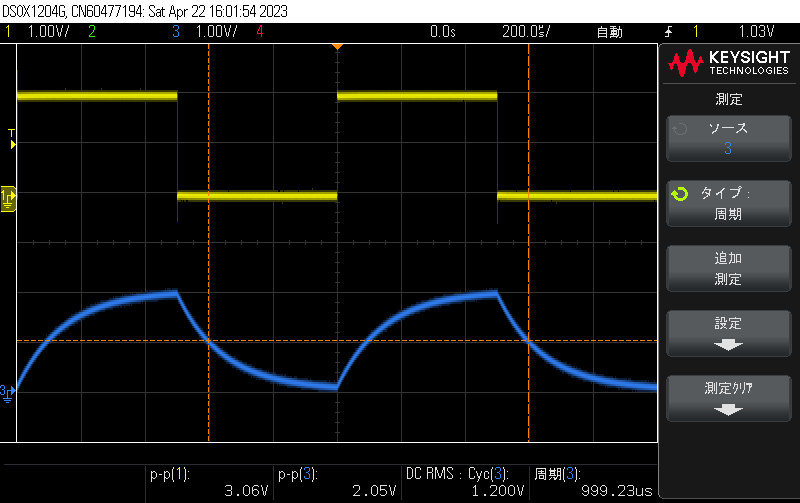 DSOX1204G, CN60477194: Sat Apr 22 16:01:54 2023
1 1.00V/ 2 3 1.00V/ 4 0.0s 200.0s/ 自動 1 1.03V
KEYSIGHT
TECHNOLOGIES
測定
ソース
3
タイプ:
周期
追加
測定
設定
測定クリア
T
1
3
p-p(1): p-p(3): DC RMS : Cyc(3): 周期(3):
3.06V 2.05V 1.200V 999.23us